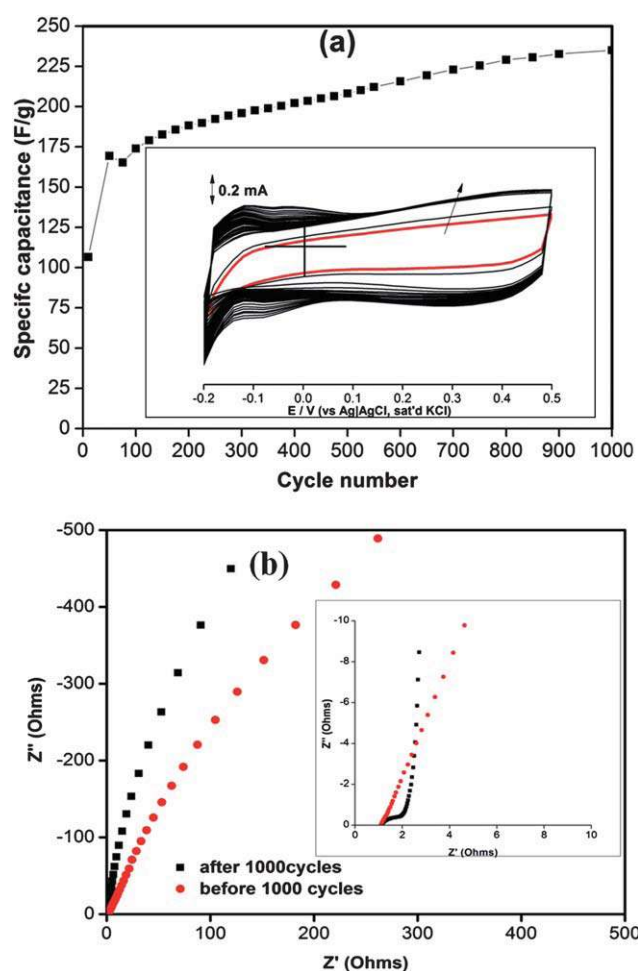 (a)
Specifc capacitance (F/g)
250
225
200
175
150
125
100
75
50
25
0
0.2 mA
-0.2 -0.1 0.0 0.1 0.2 0.3 0.4 0.5
E / V (vs Ag|AgCl, sat'd KCl)
0 100 200 300 400 500 600 700 800 900 1000
Cycle number
(b)
Z'' (Ohms)
-500
-400
-300
-200
-100
0
Z'' (Ohms)
-10
-8
-6
-4
-2
0
0 2 4 6 8 10
Z' (Ohms)
after 1000cycles
before 1000 cycles
0 100 200 300 400 500
Z' (Ohms)